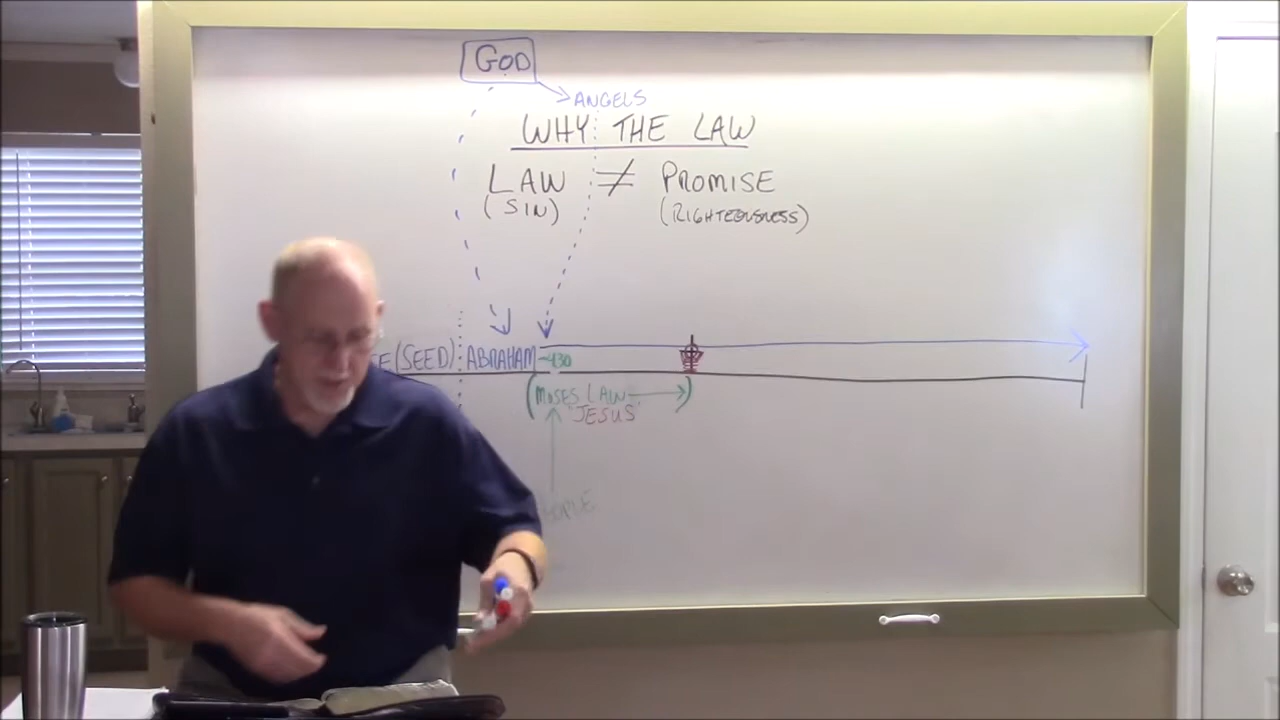 GOD
ANGELS
WHY THE LAW
LAW ≠ PROMISE
(SIN) (RIGHTEOUSNESS)
(SEED) ABRAHAM -430
(MOSES LAW )
"JESUS"